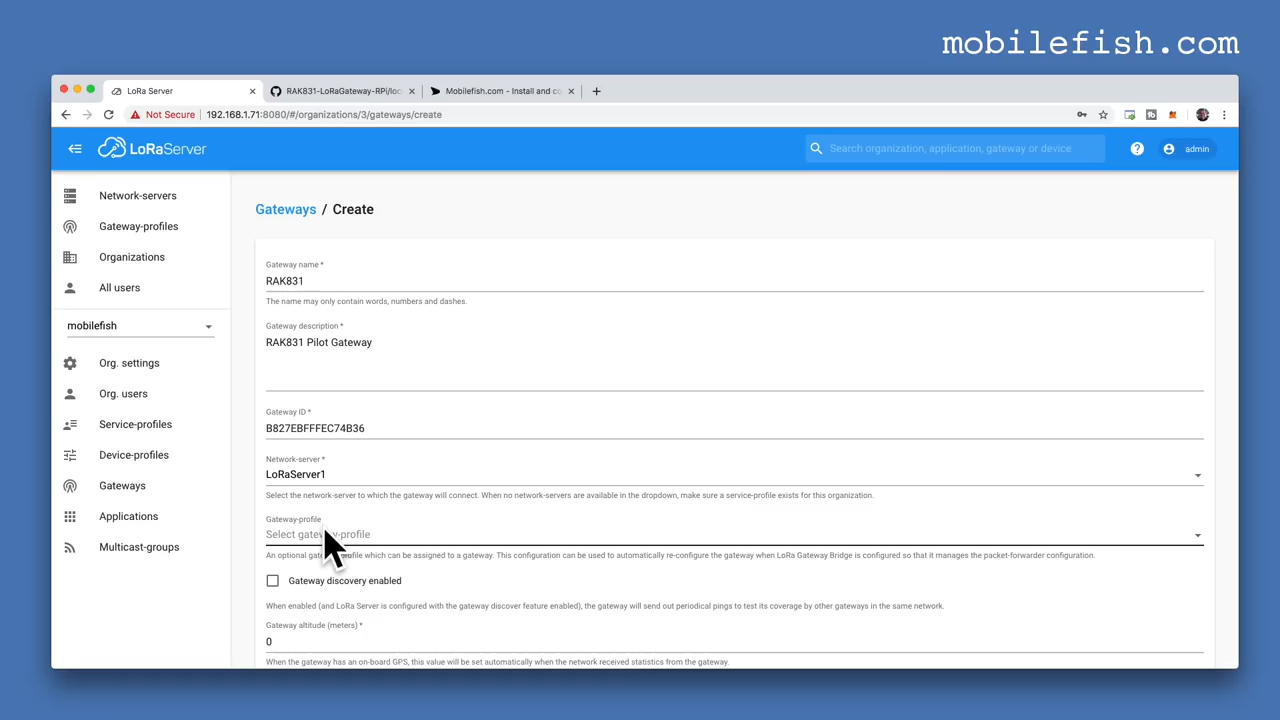 mobilefish.com
LoRa Server
RAK831-LoRaGateway-RPi/loc
Mobilefish.com - Install and co
Not Secure
192.168.1.71:8080/#/organizations/3/gateways/create
LoRaServer
Search organization, application, gateway or device
admin
Network-servers
Gateway-profiles
Organizations
All users
mobilefish
Org. settings
Org. users
Service-profiles
Device-profiles
Gateways
Applications
Multicast-groups
Gateways / Create
Gateway name *
RAK831
The name may only contain words, numbers and dashes.
Gateway description *
RAK831 Pilot Gateway
Gateway ID *
B827EBFFFEC74B36
Network-server *
LoRaServer1
Select the network-server to which the gateway will connect. When no network-servers are available in the dropdown, make sure a service-profile exists for this organization.
Gateway-profile
Select gateway-profile
An optional gateway-profile which can be assigned to a gateway. This configuration can be used to automatically re-configure the gateway when LoRa Gateway Bridge is configured so that it manages the packet-forwarder configuration.
Gateway discovery enabled
When enabled (and LoRa Server is configured with the gateway discover feature enabled), the gateway will send out periodical pings to test its coverage by other gateways in the same network.
Gateway altitude (meters) *
0
When the gateway has an on-board GPS, this value will be set automatically when the network received statistics from the gateway.